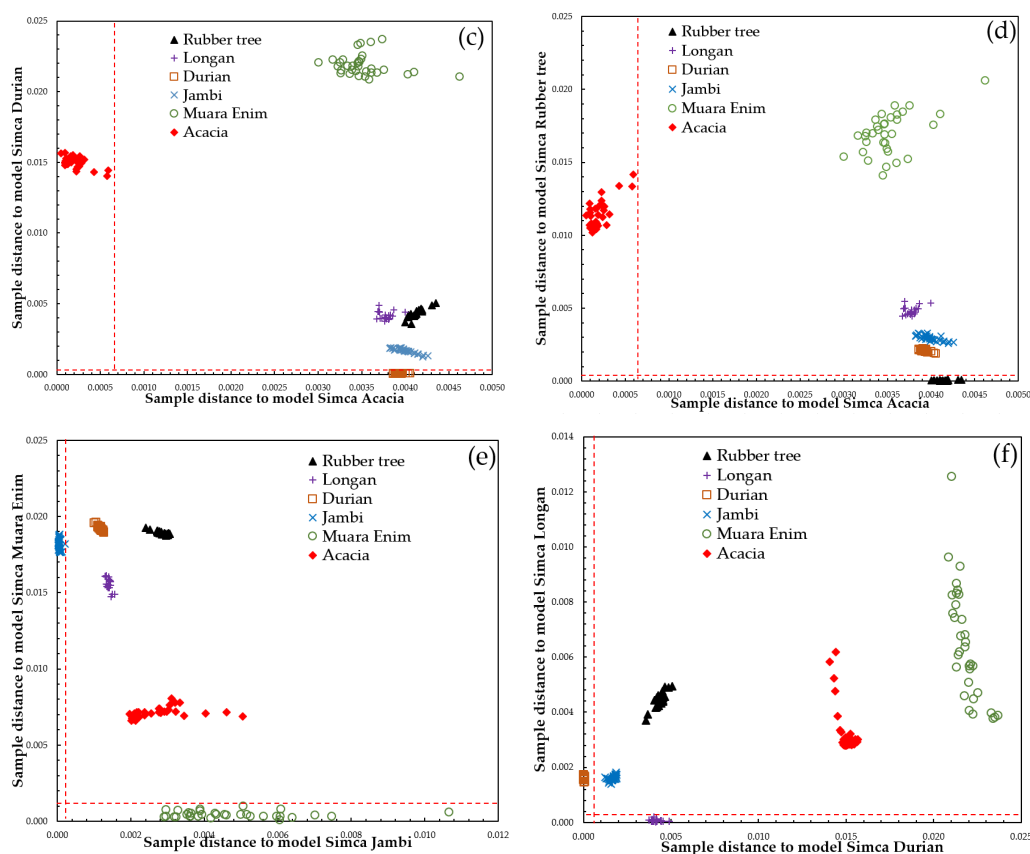 (c)
Sample distance to model Simca Durian
0.025
0.020
0.015
0.010
0.005
0.000
Rubber tree
Longan
Durian
Jambi
Muara Enim
Acacia
0.0000 0.0005 0.0010 0.0015 0.0020 0.0025 0.0030 0.0035 0.0040 0.0045 0.0050
Sample distance to model Simca Acacia
(d)
Sample distance to model Simca Rubber tree
0.025
0.020
0.015
0.010
0.005
0.000
Rubber tree
Longan
Durian
Jambi
Muara Enim
Acacia
0.0000 0.0005 0.0010 0.0015 0.0020 0.0025 0.0030 0.0035 0.0040 0.0045 0.0050
Sample distance to model Simca Acacia
(e)
Sample distance to model Simca Muara Enim
0.025
0.020
0.015
0.010
0.005
0.000
Rubber tree
Longan
Durian
Jambi
Muara Enim
Acacia
0.000 0.002 0.004 0.006 0.008 0.010 0.012
Sample distance to model Simca Jambi
(f)
Sample distance to model Simca Longan
0.014
0.012
0.010
0.008
0.006
0.004
0.002
0.000
Rubber tree
Longan
Durian
Jambi
Muara Enim
Acacia
0.000 0.005 0.010 0.015 0.020 0.025
Sample distance to model Simca Durian